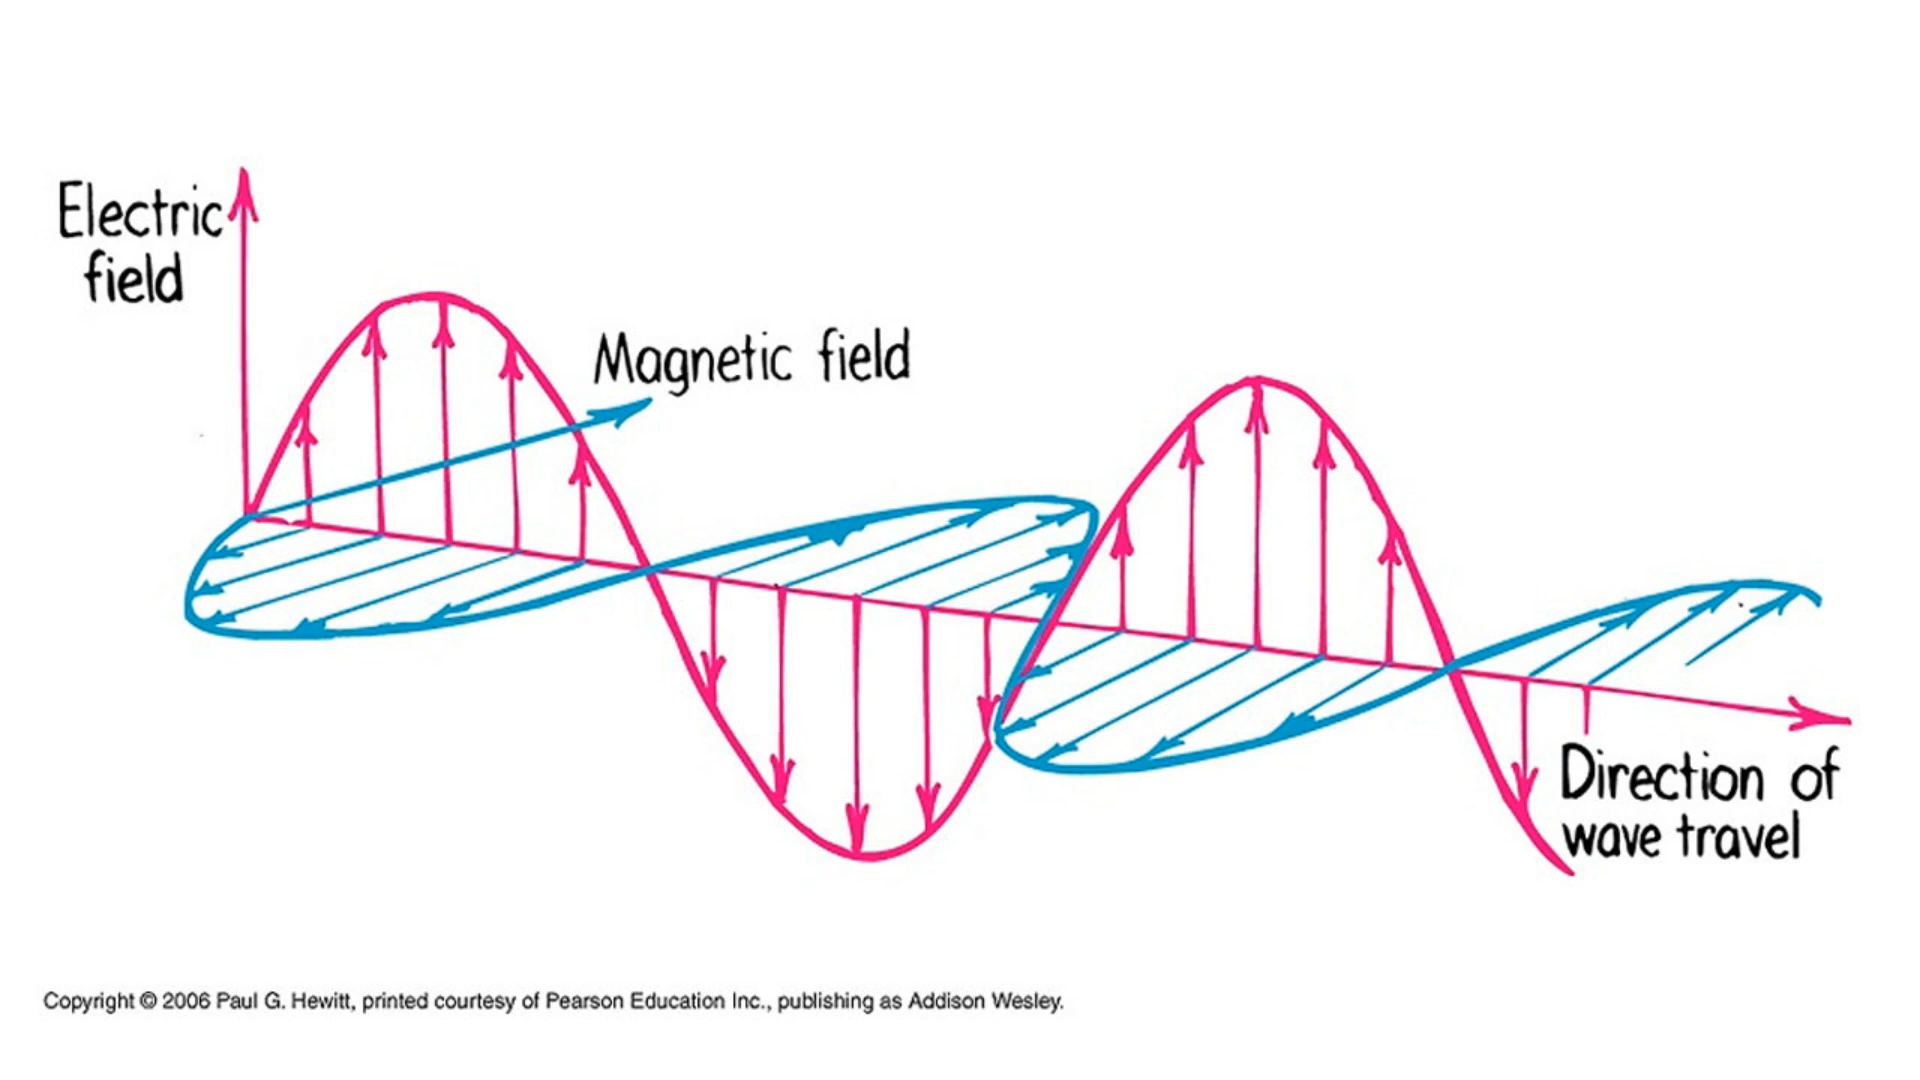 Electric
field
Magnetic field
Direction of
wave travel
Copyright © 2006 Paul G. Hewitt, printed courtesy of Pearson Education Inc., publishing as Addison Wesley.